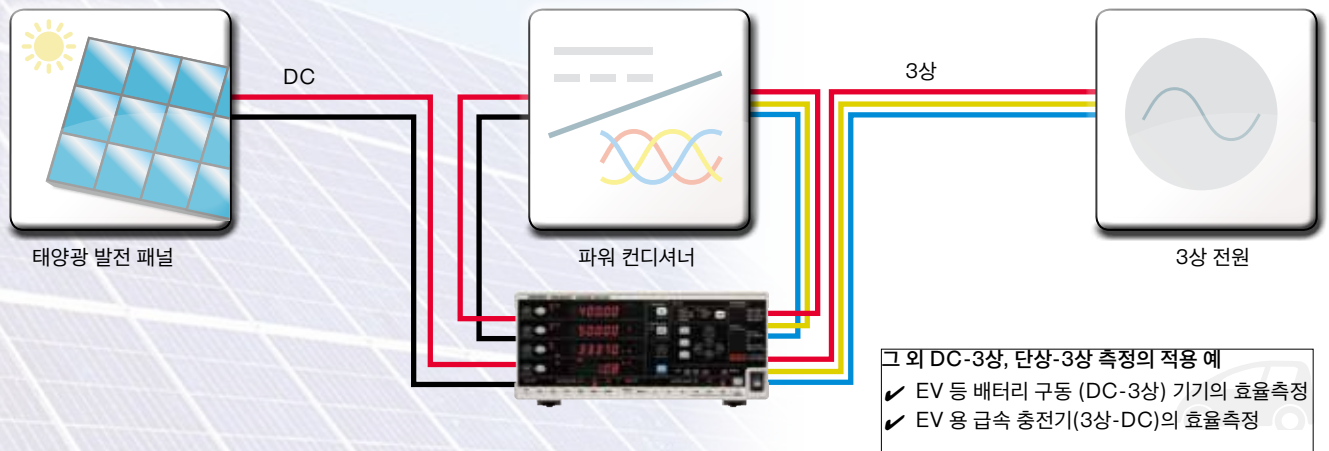 DC
3상
태양광 발전 패널
파워 컨디셔너
3상 전원
그 외 DC-3상, 단상-3상 측정의 적용 예
✔ EV 등 배터리 구동 (DC-3상) 기기의 효율측정
✔ EV 용 급속 충전기(3상-DC)의 효율측정